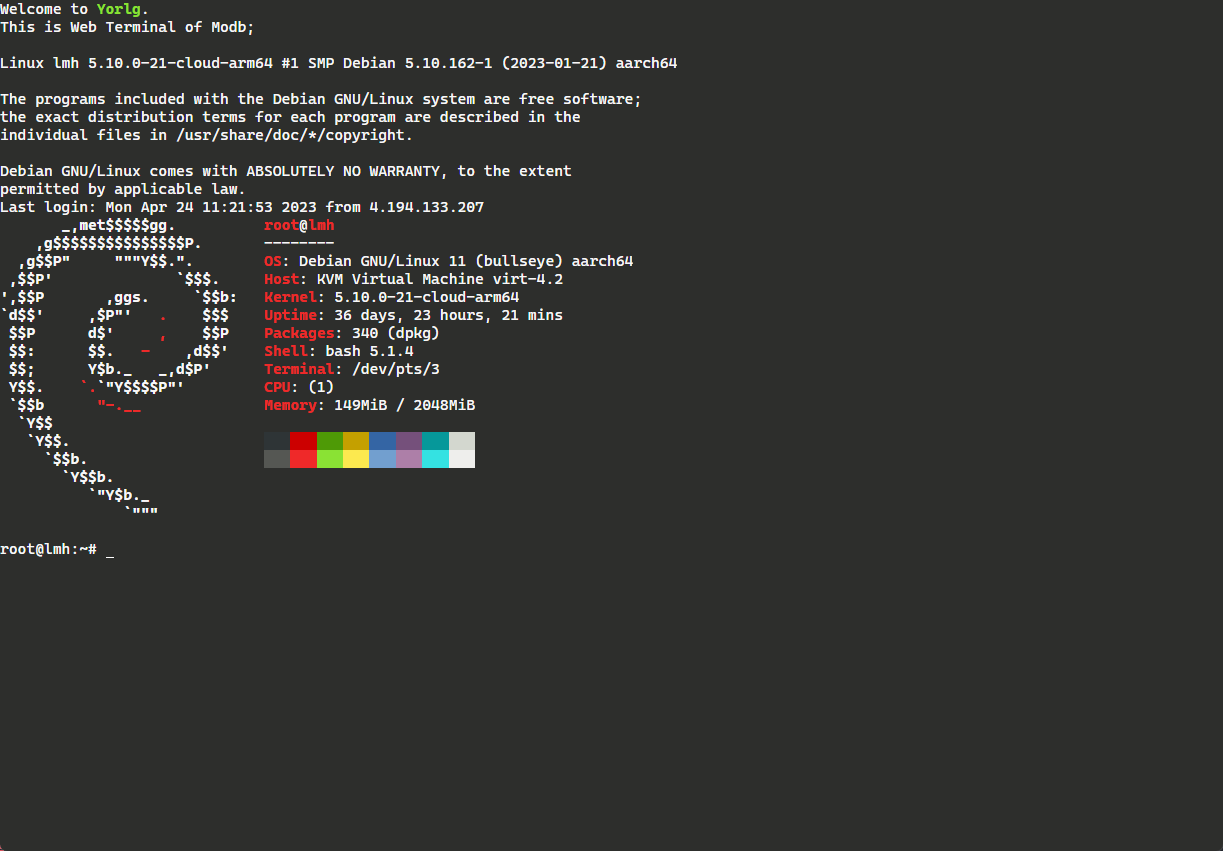 Welcome to Yorlg.
This is Web Terminal of Modb;
Linux lmh 5.10.0-21-cloud-arm64 #1 SMP Debian 5.10.162-1 (2023-01-21) aarch64
The programs included with the Debian GNU/Linux system are free software;
the exact distribution terms for each program are described in the
individual files in /usr/share/doc/*/copyright.
Debian GNU/Linux comes with ABSOLUTELY NO WARRANTY, to the extent
permitted by applicable law.
Last login: Mon Apr 24 11:21:53 2023 from 4.194.133.207
       _,met$$$$$gg.          root@lmh
    ,g$$$$$$$$$$$$$$$P.       --------
  ,g$$P"     """Y$$.".        OS: Debian GNU/Linux 11 (bullseye) aarch64
 ,$$P'              `$$$.     Host: KVM Virtual Machine virt-4.2
',$$P       ,ggs.     `$$b:   Kernel: 5.10.0-21-cloud-arm64
`d$$'     ,$P"'   .    $$$    Uptime: 36 days, 23 hours, 21 mins
 $$P      d$'     ,    $$P    Packages: 340 (dpkg)
 $$:      $$.   -    ,d$$'    Shell: bash 5.1.4
 $$;      Y$b._   _,d$P'      Terminal: /dev/pts/3
 Y$$.    `.`"Y$$$$P"'         CPU: (1)
 `$$b      "-.__              Memory: 149MiB / 2048MiB
  `Y$$
   `Y$$.
     `$$b.
       `Y$$b.
          `"Y$b._
              `"""
root@lmh:~# _